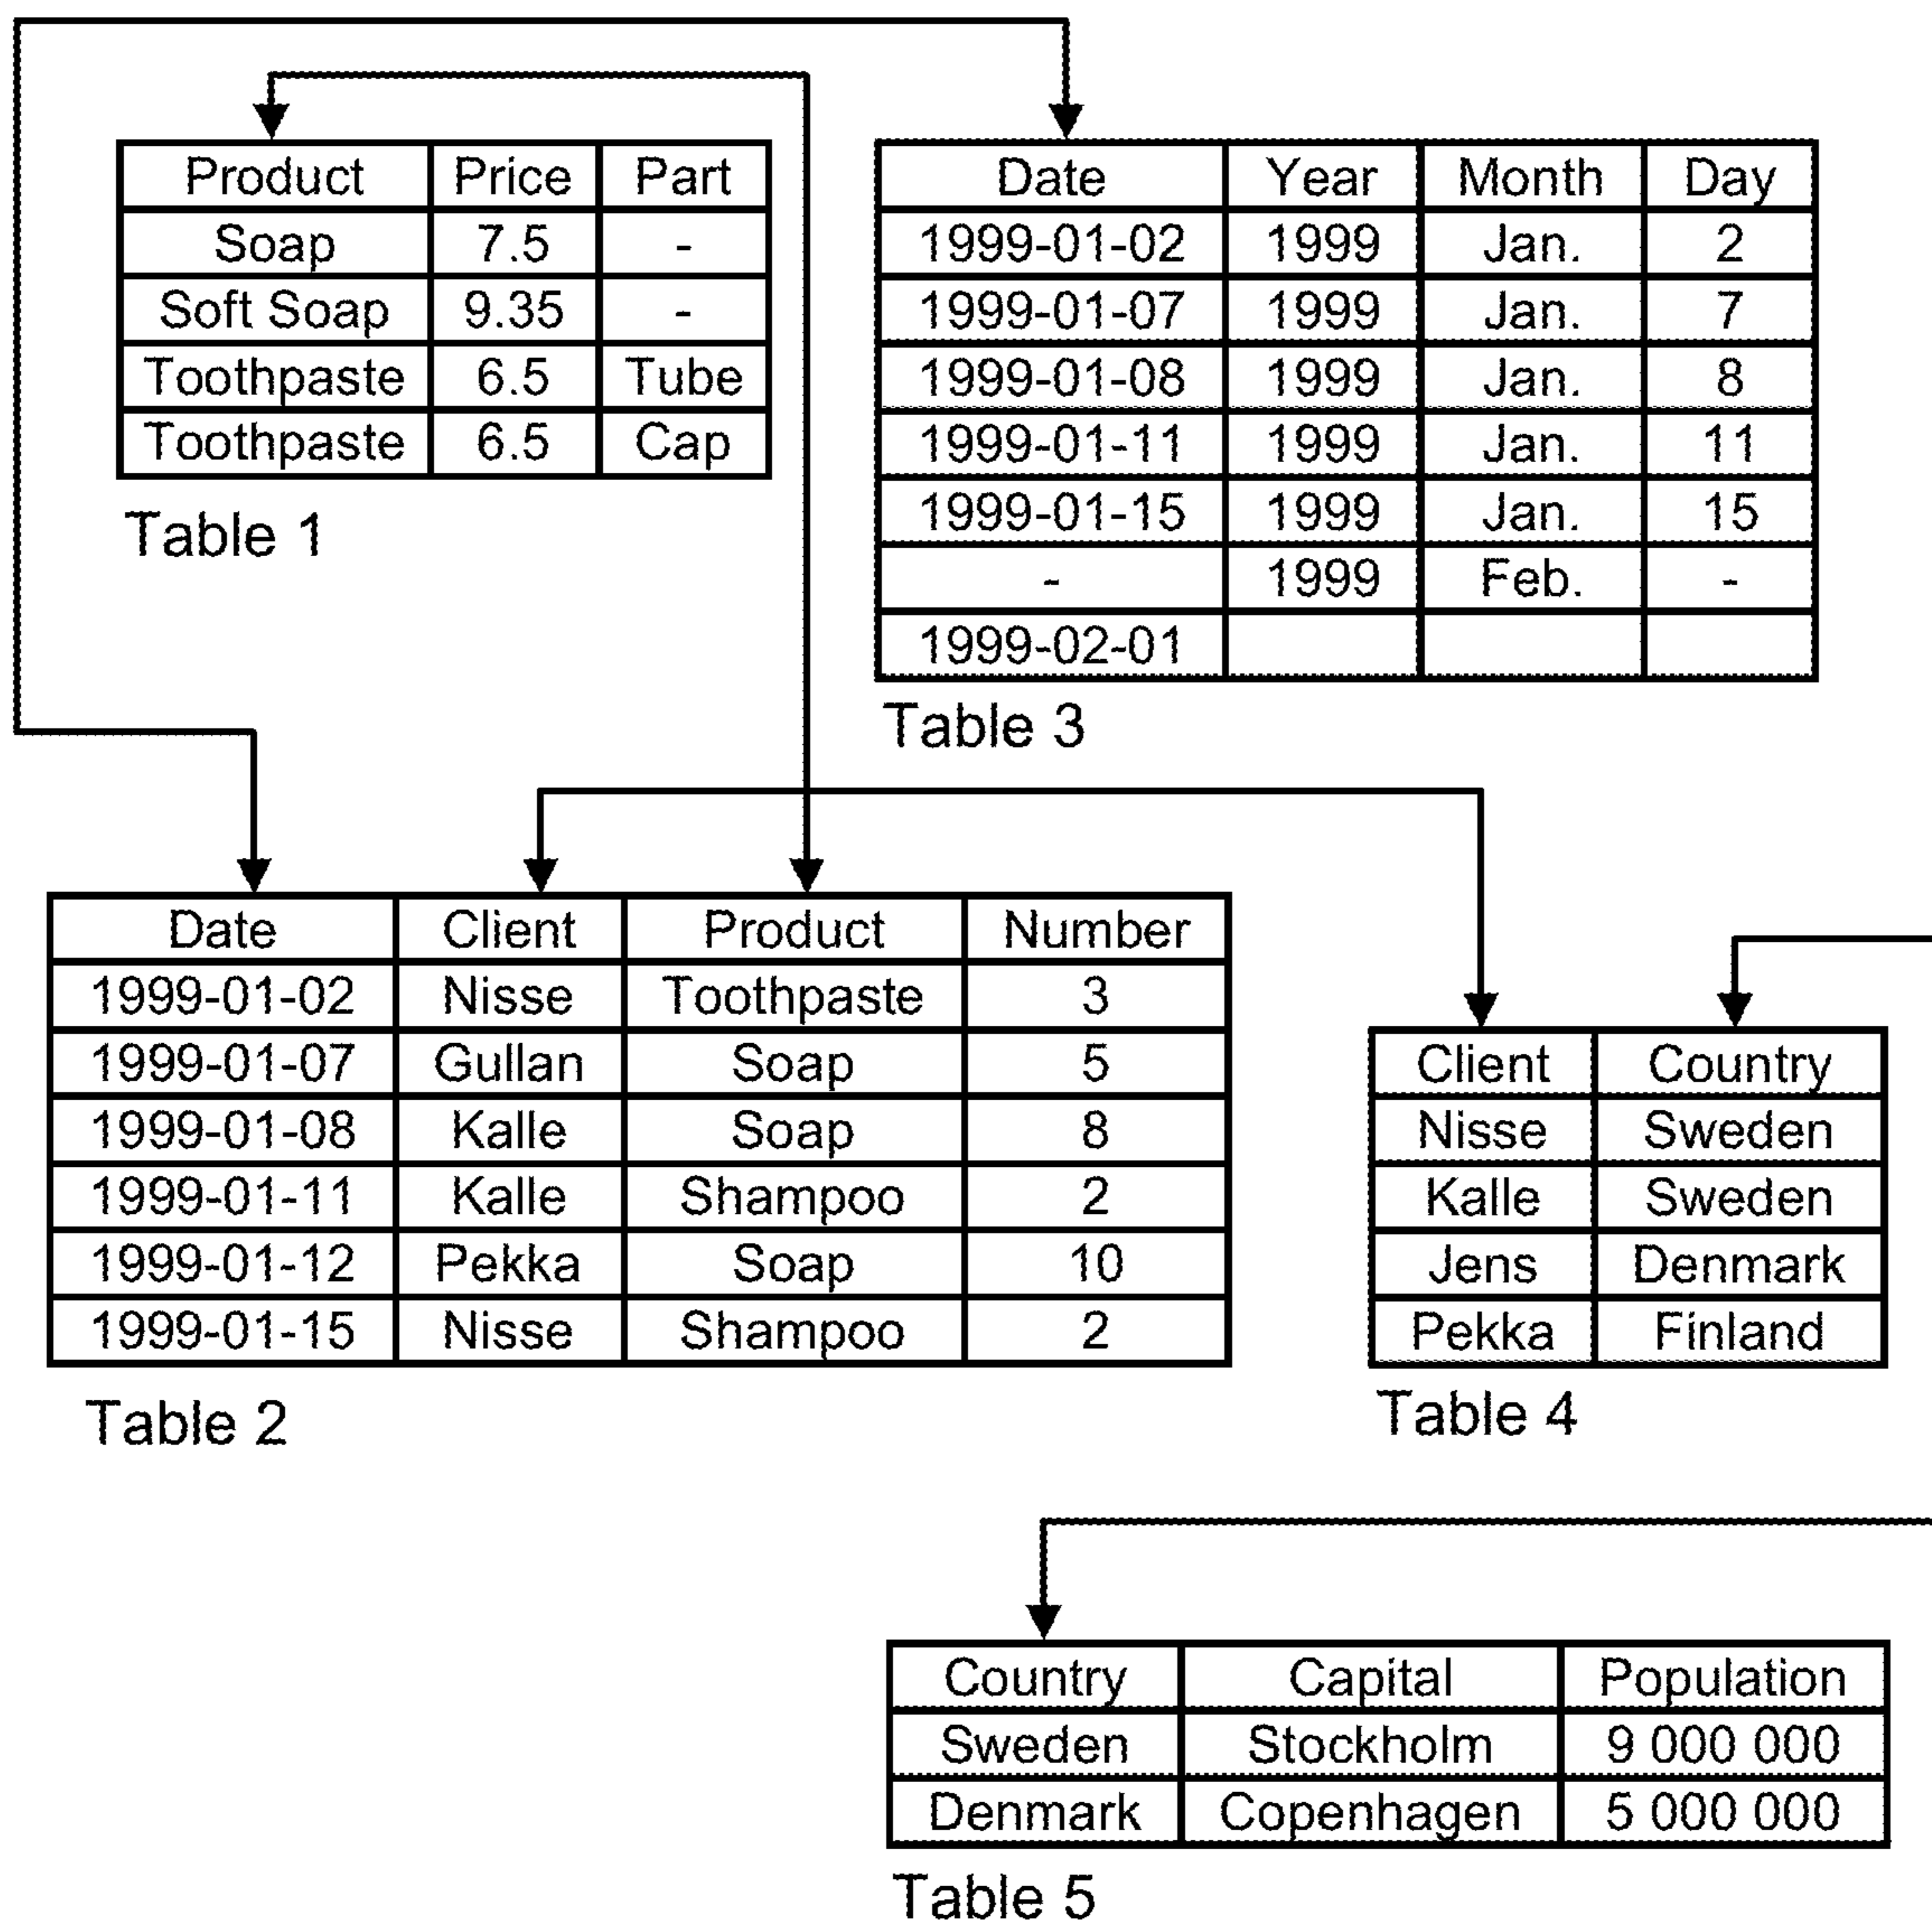 Product Price Part
Soap 7.5 -
Soft Soap 9.35 -
Toothpaste 6.5 Tube
Toothpaste 6.5 Cap
Table 1
Date Year Month Day
1999-01-02 1999 Jan. 2
1999-01-07 1999 Jan. 7
1999-01-08 1999 Jan. 8
1999-01-11 1999 Jan. 11
1999-01-15 1999 Jan. 15
- 1999 Feb. -
1999-02-01
Table 3
Date Client Product Number
1999-01-02 Nisse Toothpaste 3
1999-01-07 Gullan Soap 5
1999-01-08 Kalle Soap 8
1999-01-11 Kalle Shampoo 2
1999-01-12 Pekka Soap 10
1999-01-15 Nisse Shampoo 2
Table 2
Client Country
Nisse Sweden
Kalle Sweden
Jens Denmark
Pekka Finland
Table 4
Country Capital Population
Sweden Stockholm 9 000 000
Denmark Copenhagen 5 000 000
Table 5